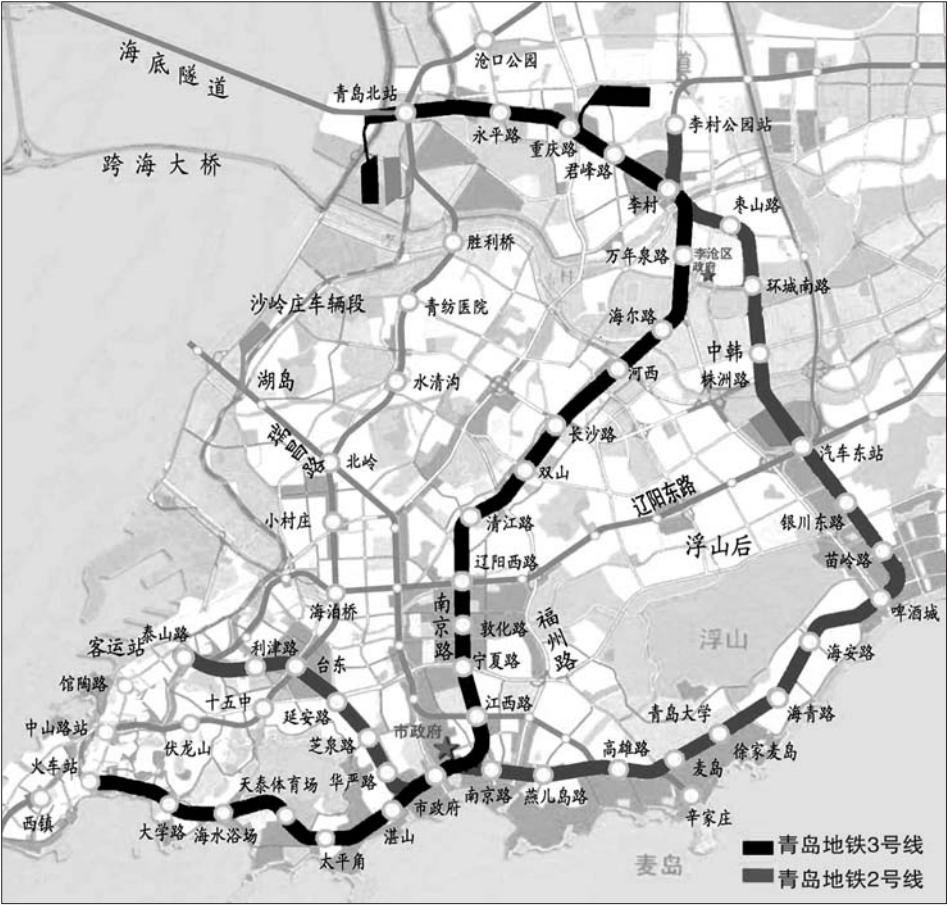 海底隧道
沧口公园
青岛北站
永平路
重庆路
君峰路
李村公园站
跨海大桥
李村
枣山路
胜利桥
万年泉路
李沧区
政府
环城南路
沙岭庄车辆段
青纺医院
海尔路
中韩
株洲路
湖岛
水清沟
河西
瑞昌路
北岭
长沙路
汽车东站
双山
辽阳东路
小村庄
清江路
银川东路
浮山后
辽阳西路
苗岭路
海泊桥
南京路
敦化路
福州路
啤酒城
泰山路
客运站
利津路
台东
宁夏路
浮山
海安路
馆陶路
十五中
延安路
江西路
青岛大学
海青路
中山路站
伏龙山
芝泉路
市政府
高雄路
徐家麦岛
火车站
天泰体育场
华严路
麦岛
西镇
大学路
海水浴场
市政府
南京路
燕儿岛路
辛家庄
湛山
太平角
麦岛
青岛地铁3号线
青岛地铁2号线